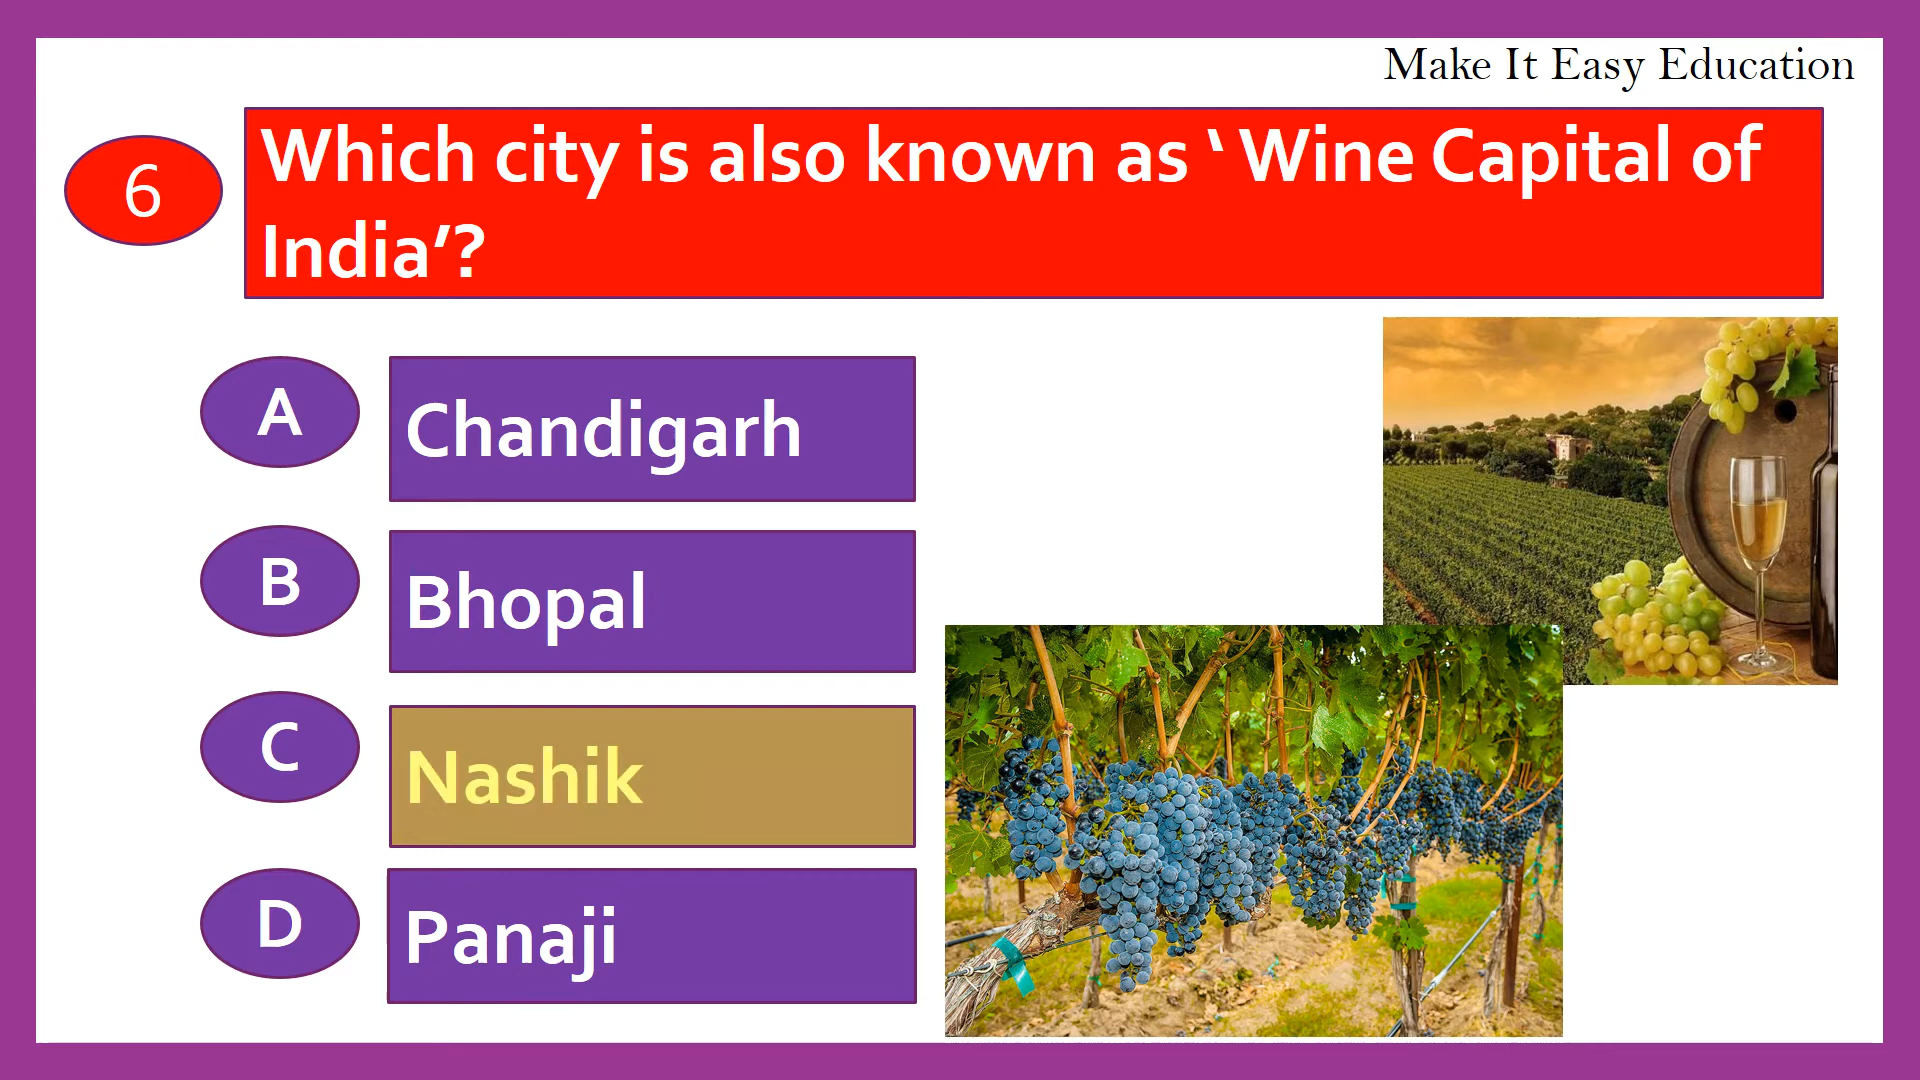 Make It Easy Education
6
Which city is also known as ‘ Wine Capital of
India’?
A
Chandigarh
B
Bhopal
C
Nashik
D
Panaji